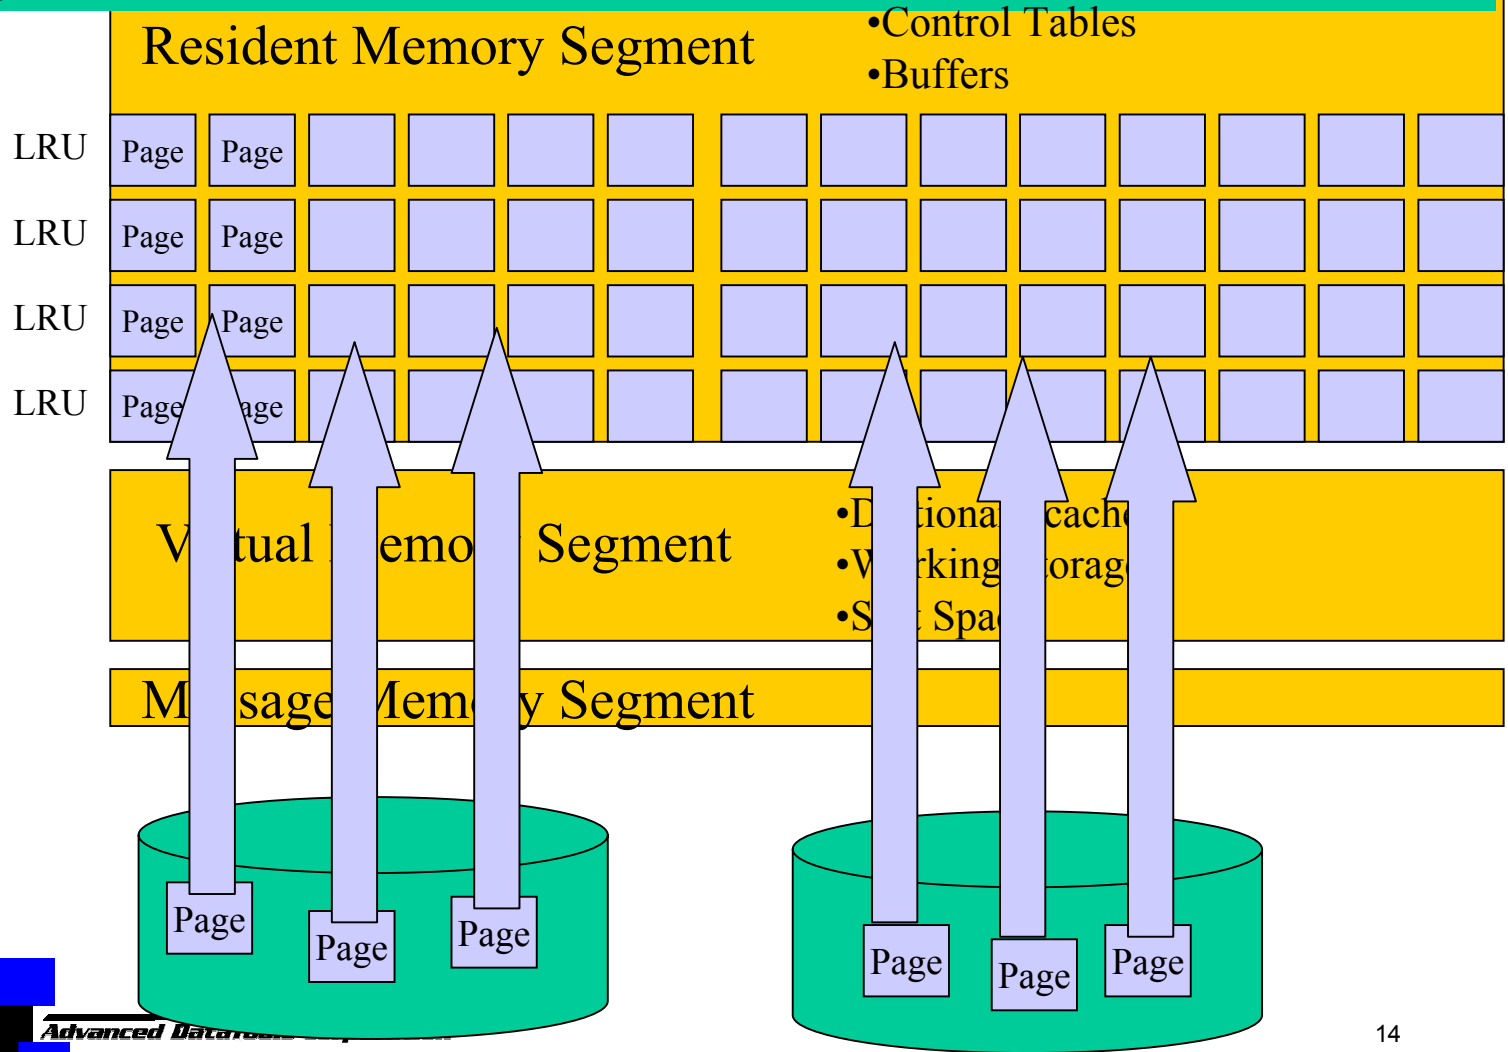 Resident Memory Segment
•Control Tables
•Buffers
LRU Page Page
LRU Page Page
LRU Page Page
LRU Page
Segment
•
•
•
Segment
Page Page Page
Page Page Page
Advanced
14